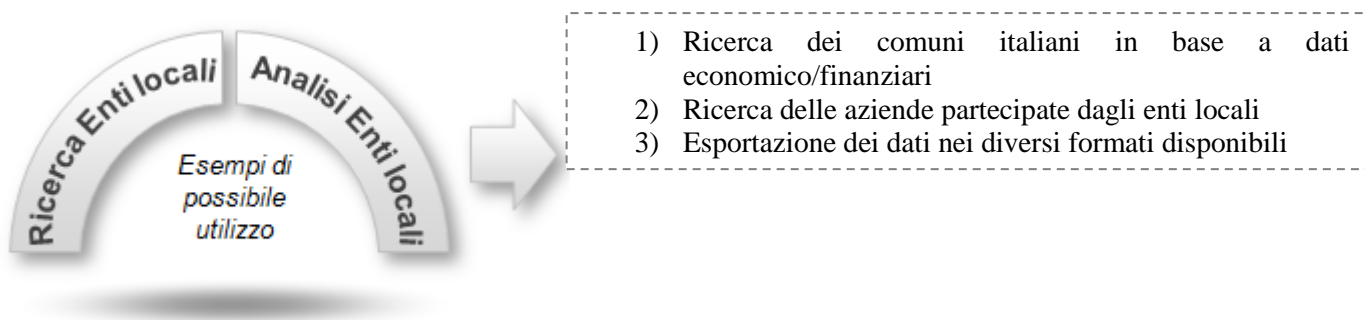 Ricerca Enti locali
Analisi Enti locali
Esempi di
possibile
utilizzo
1) Ricerca dei comuni italiani in base a dati
economico/finanziari
2) Ricerca delle aziende partecipate dagli enti locali
3) Esportazione dei dati nei diversi formati disponibili